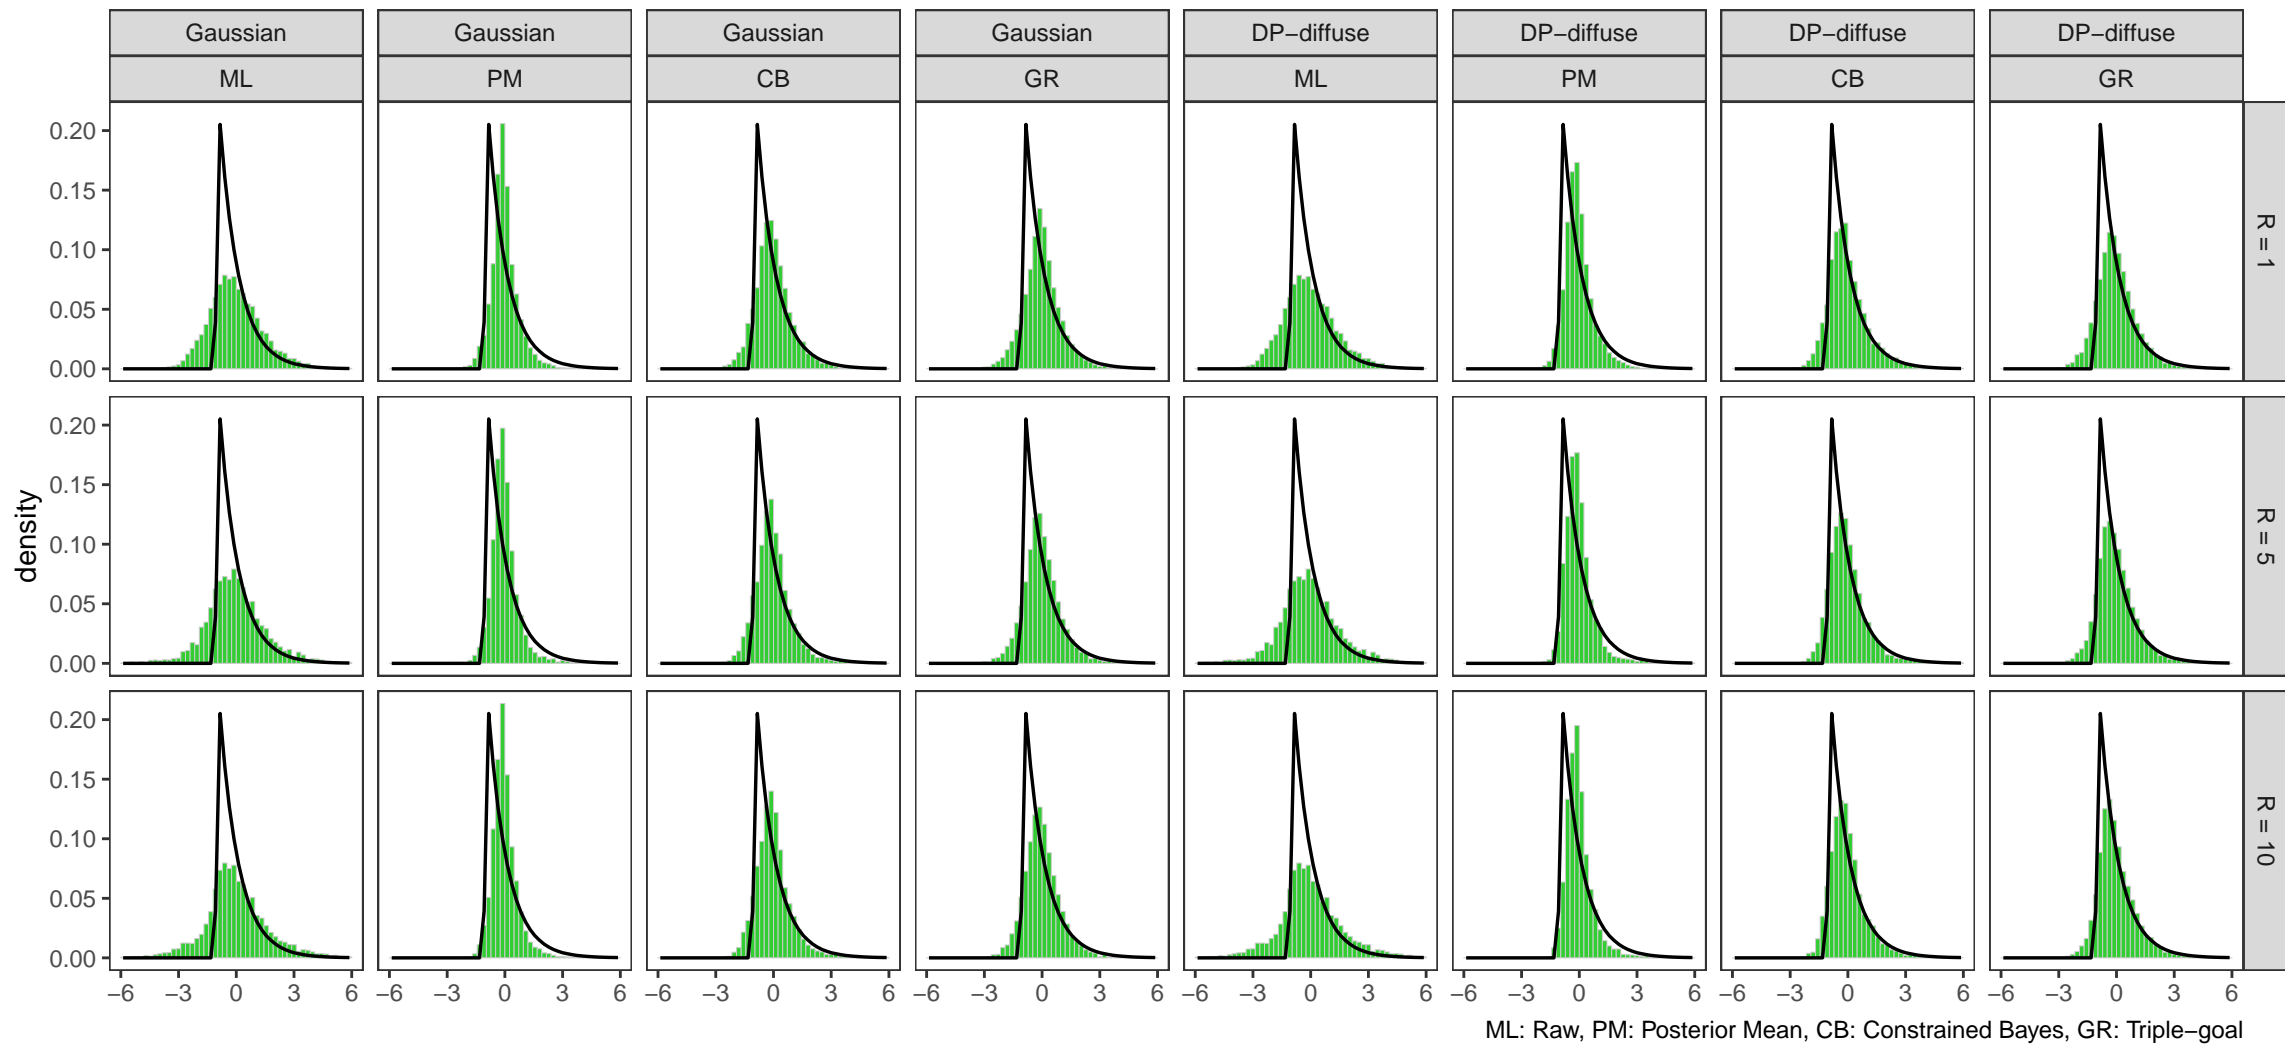 Gaussian Gaussian Gaussian Gaussian DP−diffuse DP−diffuse DP−diffuse DP−diffuse
ML PM CB GR ML PM CB GR
0.20
0.15
0.10
0.05
0.00
R = 1
0.20
0.15
0.10
0.05
0.00
R = 5
density
0.20
0.15
0.10
0.05
0.00
R = 10
−6 −3 0 3 6 −6 −3 0 3 6 −6 −3 0 3 6 −6 −3 0 3 6 −6 −3 0 3 6 −6 −3 0 3 6 −6 −3 0 3 6 −6 −3 0 3 6
ML: Raw, PM: Posterior Mean, CB: Constrained Bayes, GR: Triple−goal